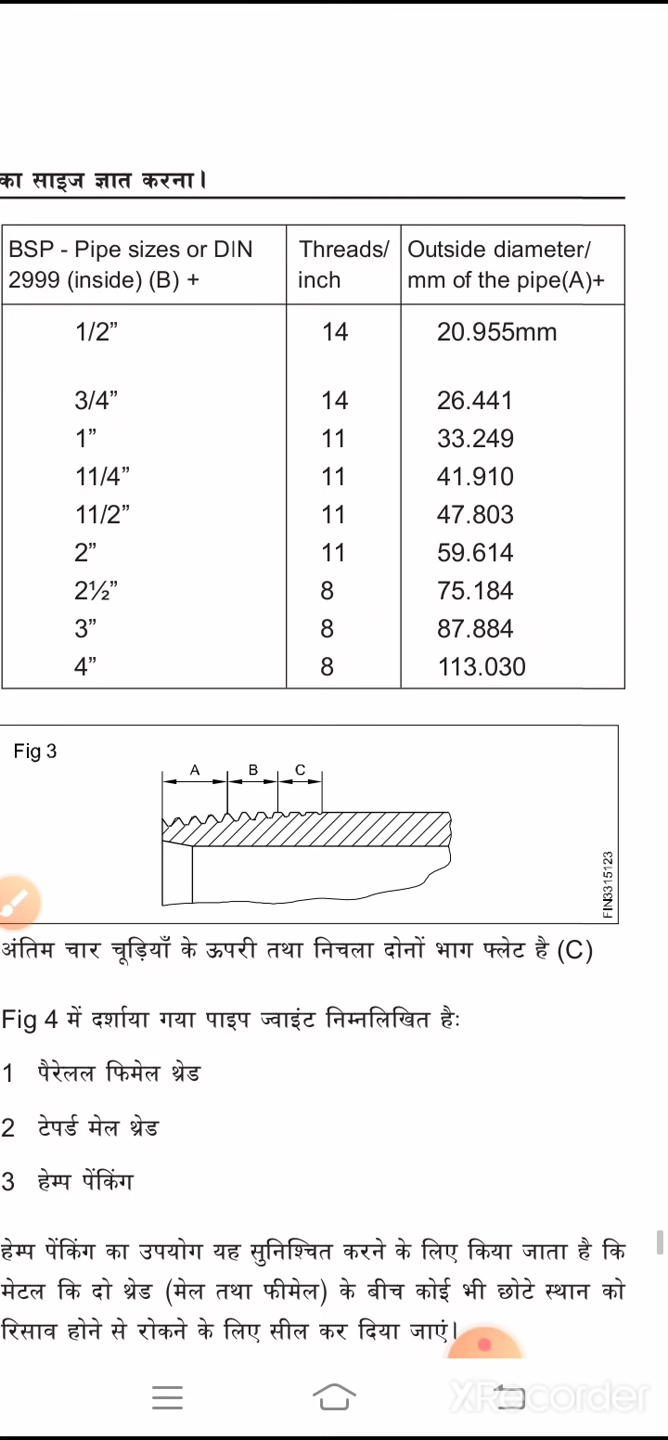 का साइज ज्ञात करना।
BSP - Pipe sizes or DIN 2999 (inside) (B) + Threads/ inch Outside diameter/ mm of the pipe(A)+
1/2” 14 20.955mm
3/4” 14 26.441
1” 11 33.249
11/4” 11 41.910
11/2” 11 47.803
2” 11 59.614
2½” 8 75.184
3” 8 87.884
4” 8 113.030
Fig 3
A B C
FIN3315123
अंतिम चार चूड़ियाँ के ऊपरी तथा निचला दोनों भाग फ्लेट है (C)
Fig 4 में दर्शाया गया पाइप ज्वाइंट निम्नलिखित हैः
1 पैरेलल फिमेल थ्रेड
2 टेपर्ड मेल थ्रेड
3 हेम्प पेंकिंग
हेम्प पेंकिंग का उपयोग यह सुनिश्चित करने के लिए किया जाता है कि
मेटल कि दो थ्रेड (मेल तथा फीमेल) के बीच कोई भी छोटे स्थान को
रिसाव होने से रोकने के लिए सील कर दिया जाएं।
XRecorder